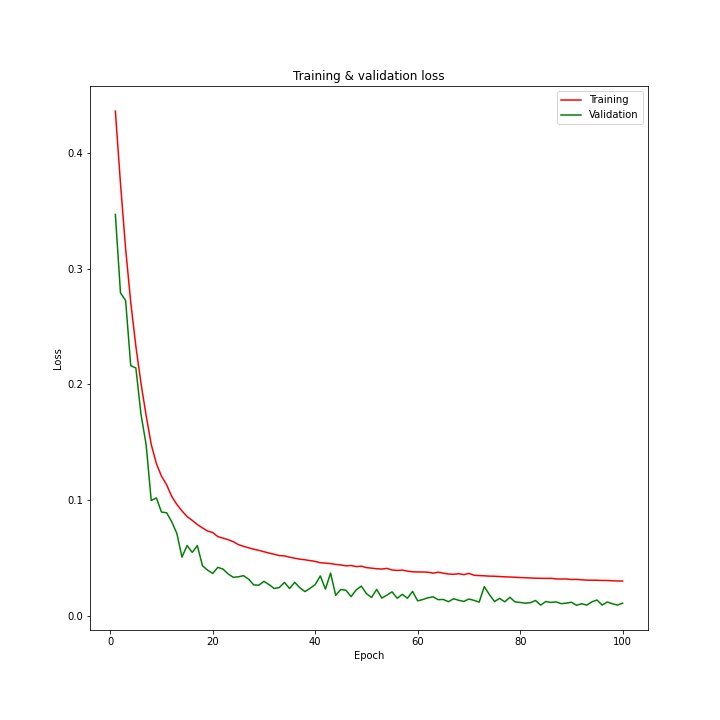 Training & validation loss
Training
Validation
0.4
0.3
0.2
0.1
0.0
Loss
0 20 40 60 80 100
Epoch